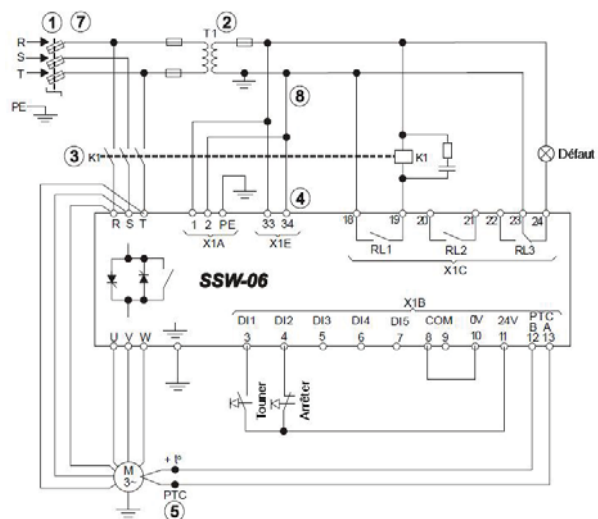 1 7 T1 2
R
S
T
8
PE
3 K1 K1 Défaut
4
R S T 1 2 PE 33 34 18 19 20 21 22 23 24
X1A X1E RL1 RL2 RL3
X1C
SSW-06
X1B
DI1 DI2 DI3 DI4 DI5 COM 0V 24V PTC
B A
U V W 3 4 5 6 7 8 9 10 11 12 13
Touner
Arrêter
M
3~
+ t°
PTC
5